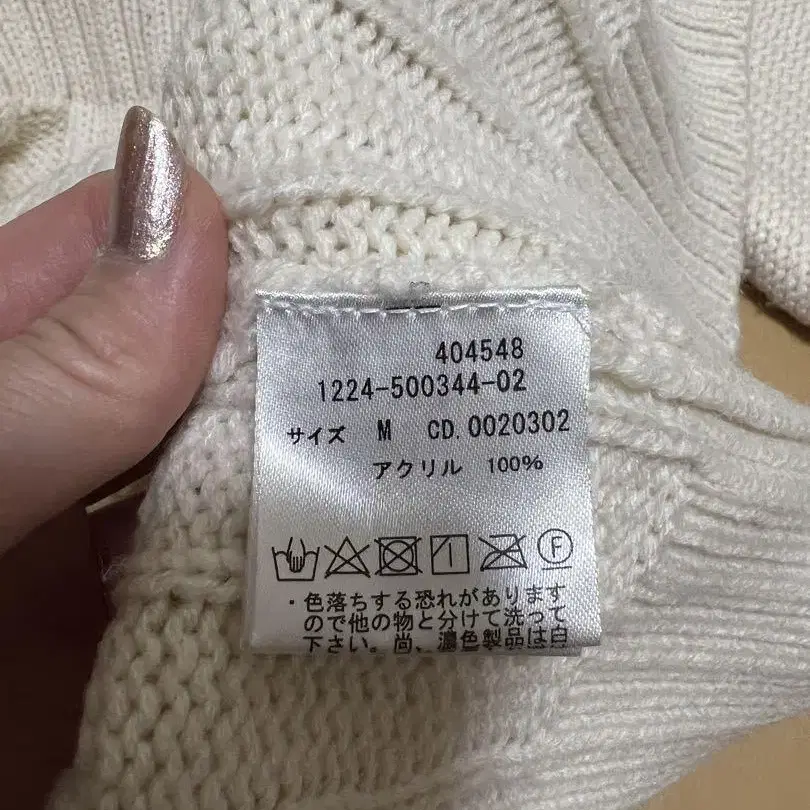 404548
1224-500344-02
サイズ M CD.0020302
アクリル 100%
F
・色落ちする恐れがあります
ので他の物と分けて洗って
下さい。尚、濃色製品は白